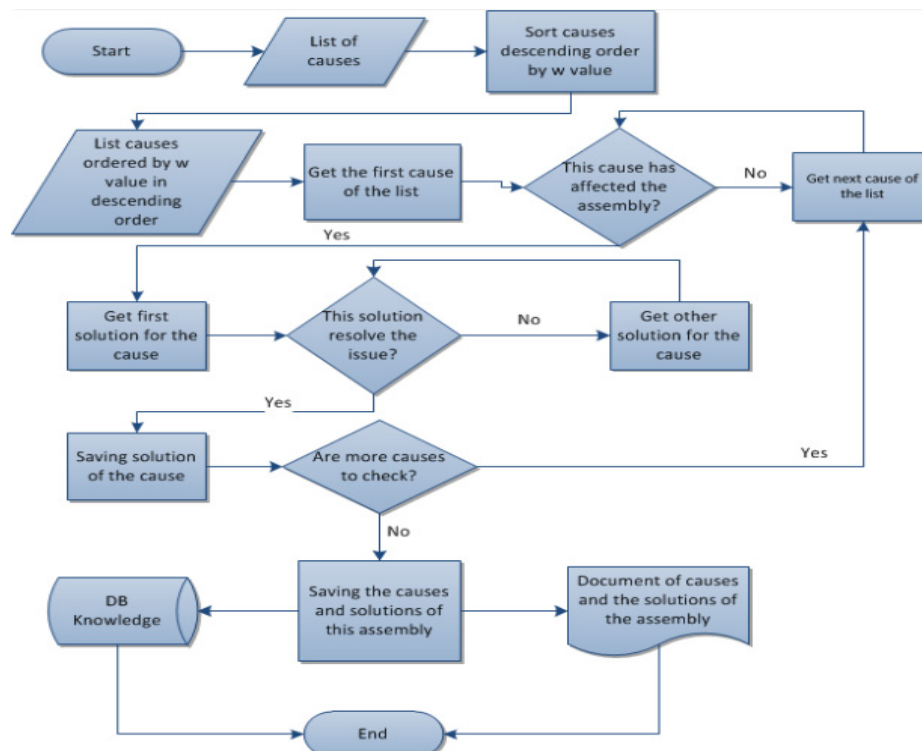 Start
List of
causes
Sort causes
descending order
by w value
List causes
ordered by w
value in
descending
order
Get the first cause
of the list
This cause has
affected the
assembly?
No
Get next cause of
the list
Yes
Get first
solution for the
cause
This solution
resolve the
issue?
No
Get other
solution for the
cause
Yes
Saving solution
of the cause
Are more causes
to check?
Yes
No
DB
Knowledge
Saving the causes
and solutions of
this assembly
Document of causes
and the solutions of
the assembly
End